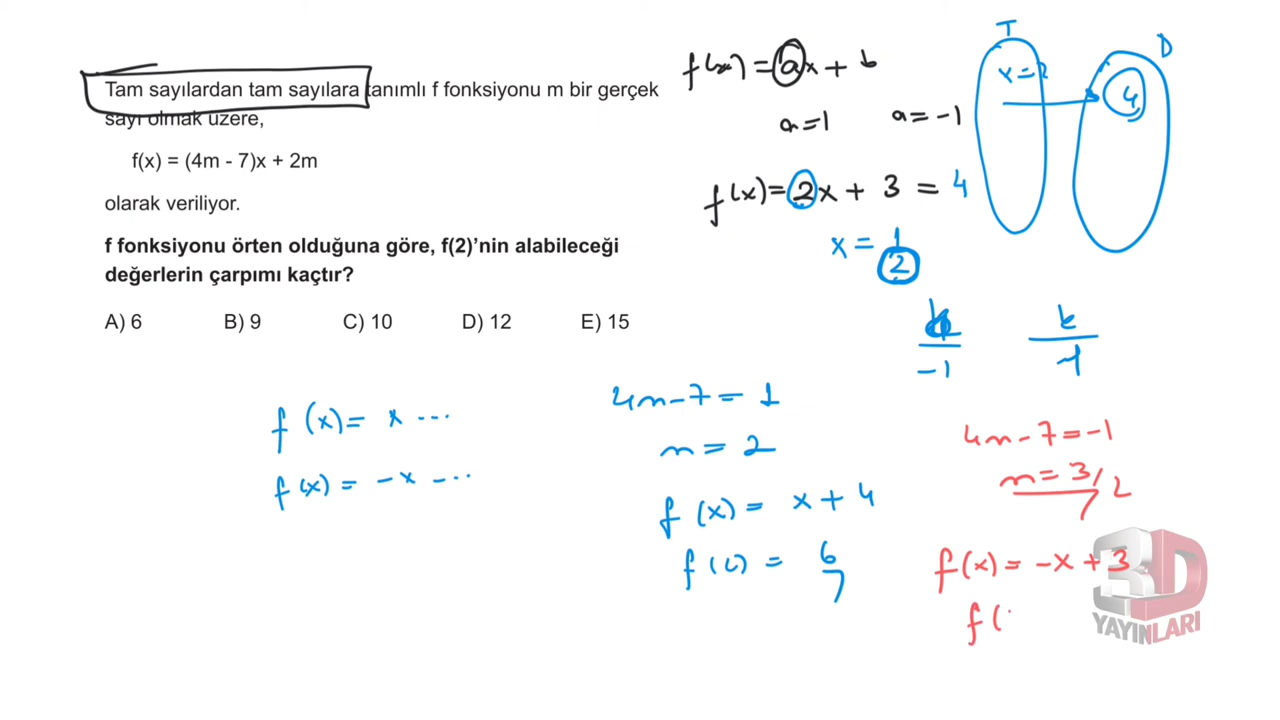 Tam sayılardan tam sayılara tanımlı f fonksiyonu m bir gerçek
sayı olmak üzere,
f(x) = (4m - 7)x + 2m
olarak veriliyor.
f fonksiyonu örten olduğuna göre, f(2)'nin alabileceği
değerlerin çarpımı kaçtır?
A) 6 B) 9 C) 10 D) 12 E) 15
f(x) = ax + b
a=1 a = -1
f(x) = 2x + 3 = 4
x = 1/2
T D
x = 2 4
-1
k/-1
f(x) = x ...
f(x) = -x ...
4m-7 = 1
m = 2
f(x) = x + 4
f(2) = 6
4m-7 = -1
m = 3/2
f(x) = -x + 3
f(
3D
YAYINLARI